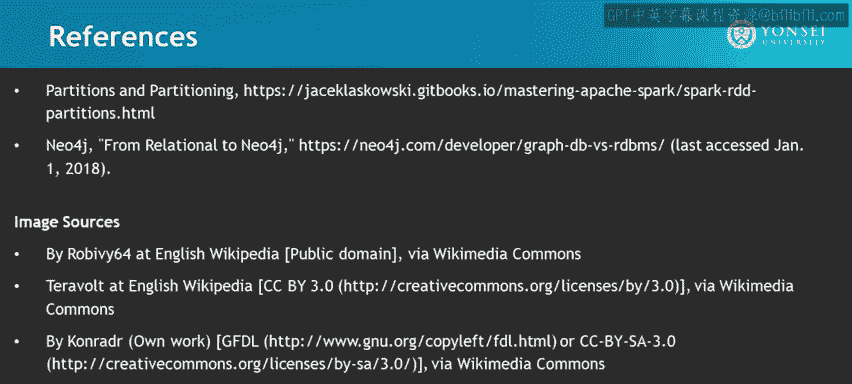 GPT中英字幕课程资源@bilibili.com
References
YONSEI
UNIVERSITY
• Partitions and Partitioning, https://jaceklaskowski.gitbooks.io/mastering-apache-spark/spark-rdd-
partitions.html
• Neo4j, "From Relational to Neo4j," https://neo4j.com/developer/graph-db-vs-rdbms/ (last accessed Jan.
1, 2018).
Image Sources
• By Robivy64 at English Wikipedia [Public domain], via Wikimedia Commons
• Teravolt at English Wikipedia [CC BY 3.0 (http://creativecommons.org/licenses/by/3.0)], via Wikimedia
Commons
• By Konradr (Own work) [GFDL (http://www.gnu.org/copyleft/fdl.html) or CC-BY-SA-3.0
(http://creativecommons.org/licenses/by-sa/3.0/)], via Wikimedia Commons